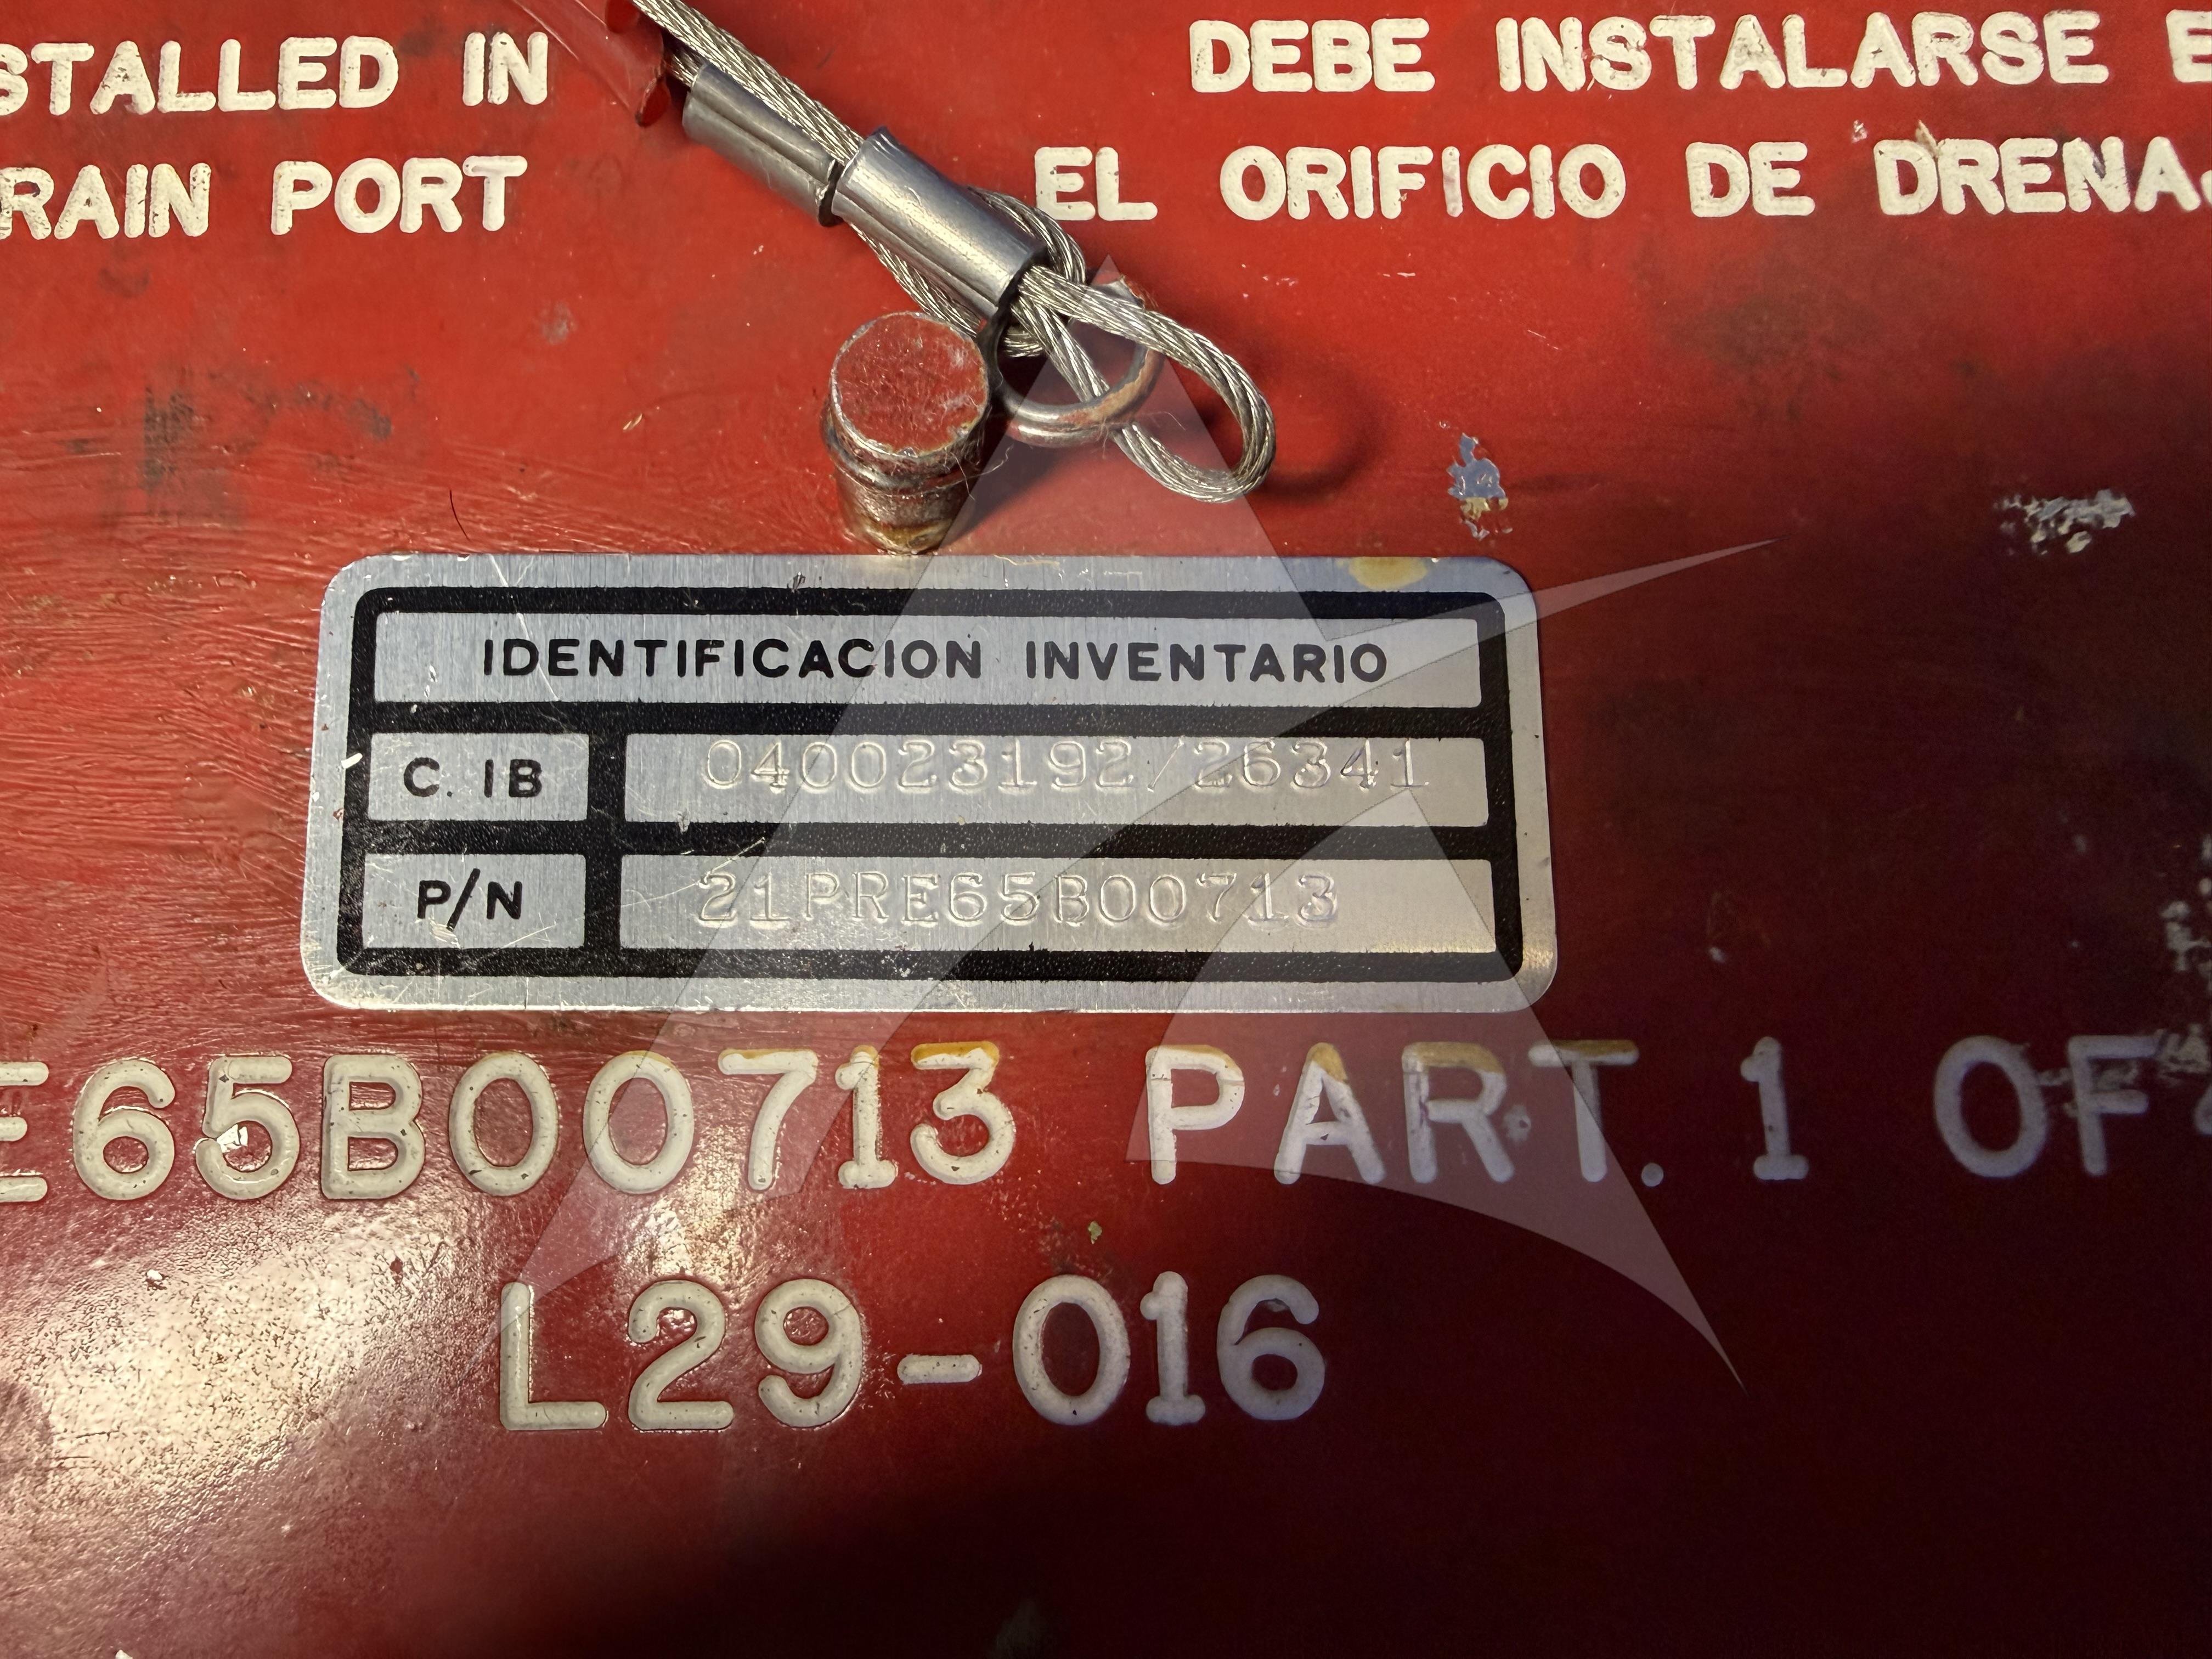 STALLED IN
RAIN PORT
DEBE INSTALARSE E
EL ORIFICIO DE DRENA
IDENTIFICACION INVENTARIO
C. IB 040023192/26341
P/N 21PRE65B00713
E65B00713 PART. 1 OF
L29-016